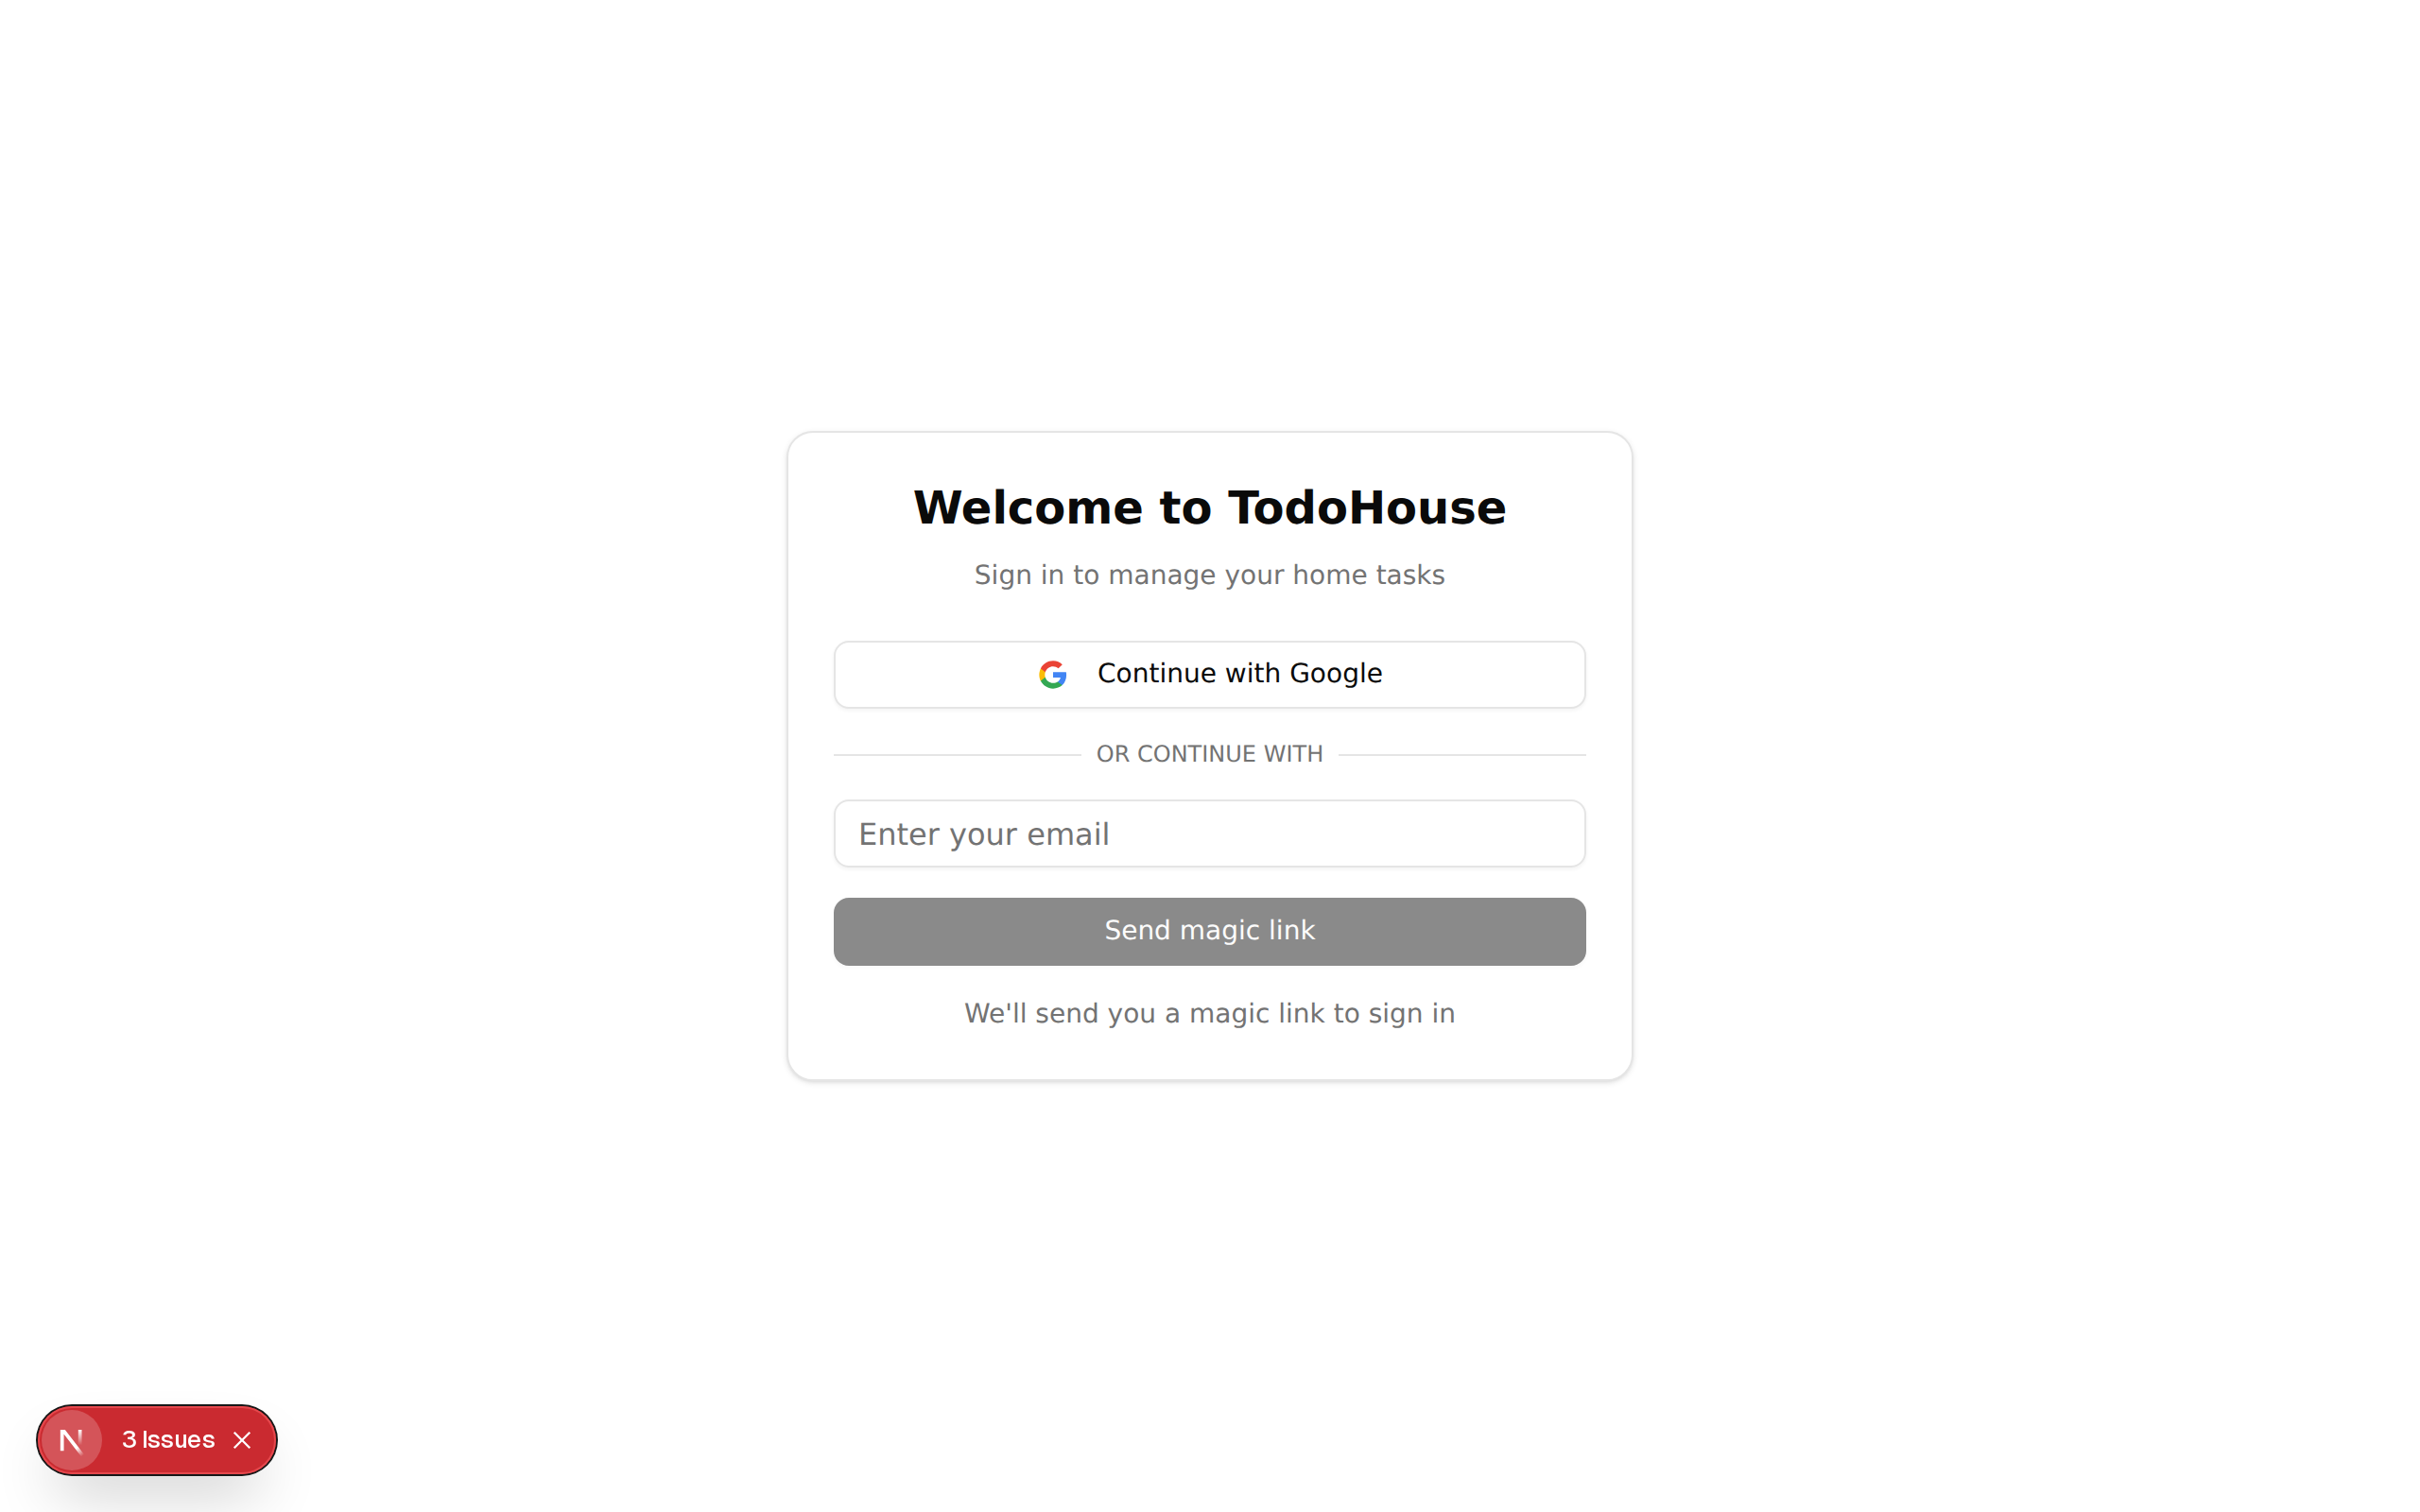 Welcome to TodoHouse
Sign in to manage your home tasks
Continue with Google
OR CONTINUE WITH
Enter your email
Send magic link
We'll send you a magic link to sign in
N 3 Issues